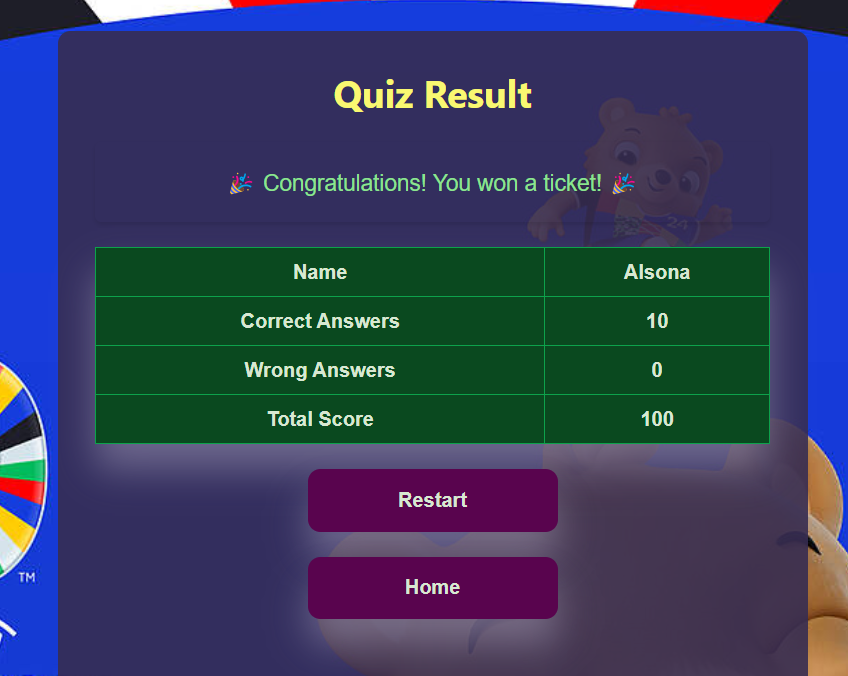 Quiz Result
🎉 Congratulations! You won a ticket! 🎉
Name Alsona
Correct Answers 10
Wrong Answers 0
Total Score 100
Restart
Home
24
TM